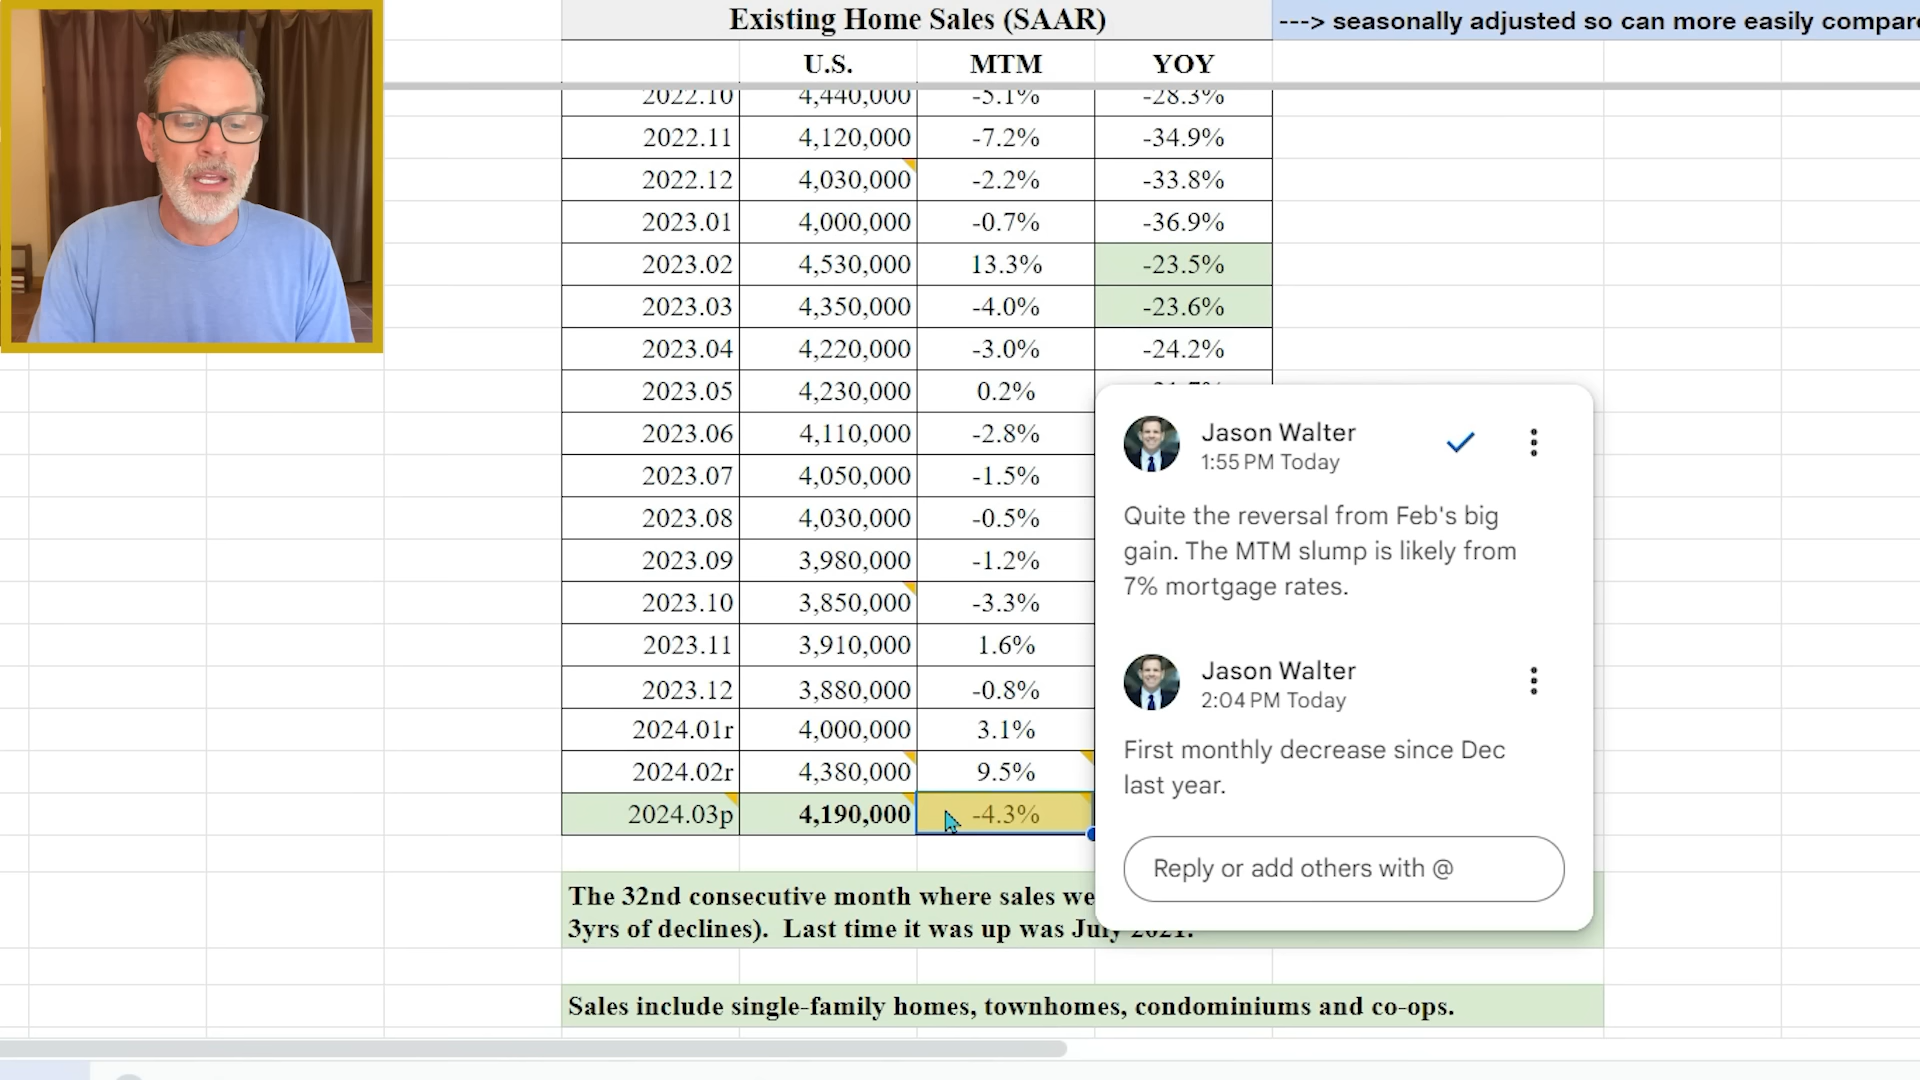 Existing Home Sales (SAAR)
---> seasonally adjusted so can more easily compare
U.S. MTM YOY
2022.10 4,440,000 -5.1% -28.3%
2022.11 4,120,000 -7.2% -34.9%
2022.12 4,030,000 -2.2% -33.8%
2023.01 4,000,000 -0.7% -36.9%
2023.02 4,530,000 13.3% -23.5%
2023.03 4,350,000 -4.0% -23.6%
2023.04 4,220,000 -3.0% -24.2%
2023.05 4,230,000 0.2%
2023.06 4,110,000 -2.8%
2023.07 4,050,000 -1.5%
2023.08 4,030,000 -0.5%
2023.09 3,980,000 -1.2%
2023.10 3,850,000 -3.3%
2023.11 3,910,000 1.6%
2023.12 3,880,000 -0.8%
2024.01r 4,000,000 3.1%
2024.02r 4,380,000 9.5%
2024.03p 4,190,000 -4.3%
Jason Walter
1:55 PM Today
Quite the reversal from Feb's big
gain. The MTM slump is likely from
7% mortgage rates.
Jason Walter
2:04 PM Today
First monthly decrease since Dec
last year.
Reply or add others with @
The 32nd consecutive month where sales we
3yrs of declines). Last time it was up was July 2021.
Sales include single-family homes, townhomes, condominiums and co-ops.